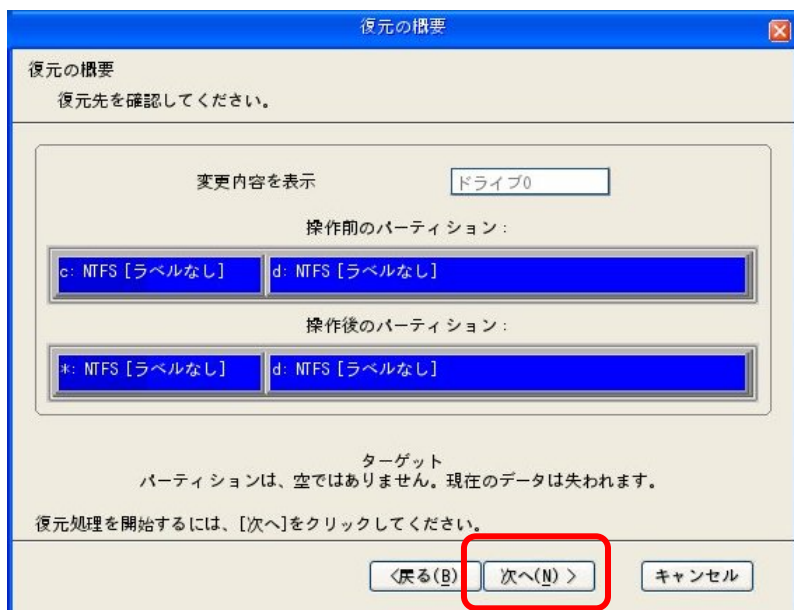 復元の概要
復元の概要
復元先を確認してください。
変更内容を表示 ドライブ0
操作前のパーティション:
c: NTFS [ラベルなし] d: NTFS [ラベルなし]
操作後のパーティション:
*: NTFS [ラベルなし] d: NTFS [ラベルなし]
ターゲット
パーティションは、空ではありません。現在のデータは失われます。
復元処理を開始するには、[次へ]をクリックしてください。
<戻る(B) 次へ(N) > キャンセル